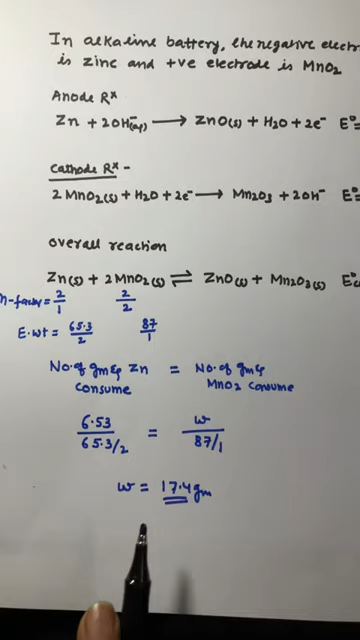 In alkaline battery, the negative electr
is zinc and +ve electrode is MnO₂
Anode Rˣ
Zn + 2OH⁻(aq) ⟶ ZnO(s) + H₂O + 2e⁻ E°=
Cathode Rˣ -
2 MnO₂(s) + H₂O + 2e⁻ ⟶ Mn₂O₃ + 2OH⁻ E°=
overall reaction
Zn(s) + 2MnO₂(s) ⇌ ZnO(s) + Mn₂O₃(s) E°
n-factor = 2/1 2/2
E.wt = 65.3/2 87/1
No. of gmEq Zn = No. of gmEq
consume MnO₂ consume
6.53 / 65.3/2 = w / 87/1
w = 17.4 gm